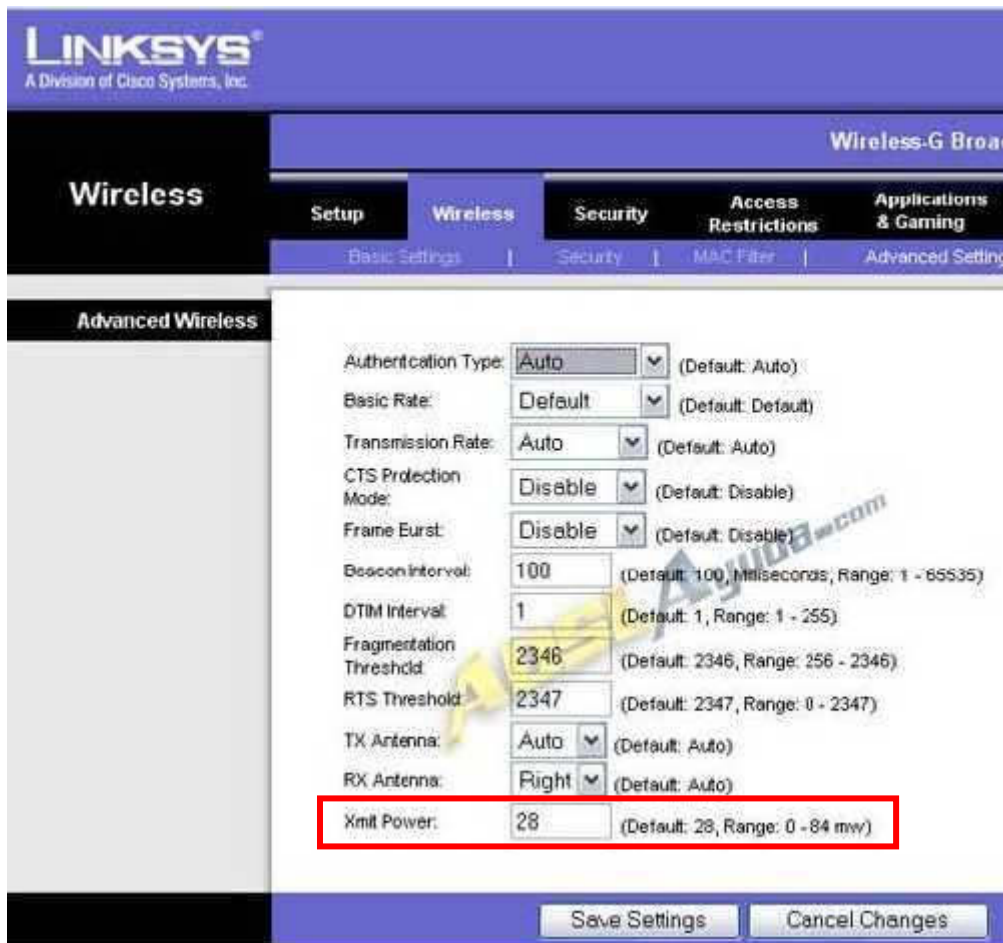 LINKSYS®
A Division of Cisco Systems, Inc.
Wireless-G Broa
Wireless
Setup
Wireless
Security
Access
Restrictions
Applications
& Gaming
Basic Settings | Security | MAC Filter | Advanced Setting
Advanced Wireless
Authentication Type: Auto (Default: Auto)
Basic Rate: Default (Default: Default)
Transmission Rate: Auto (Default: Auto)
CTS Protection
Mode: Disable (Default: Disable)
Frame Burst: Disable (Default: Disable)
Beacon Interval: 100 (Default: 100, Milliseconds, Range: 1 - 65535)
DTIM Interval: 1 (Default: 1, Range: 1 - 255)
Fragmentation
Threshold: 2346 (Default: 2346, Range: 256 - 2346)
RTS Threshold: 2347 (Default: 2347, Range: 0 - 2347)
TX Antenna: Auto (Default: Auto)
RX Antenna: Right (Default: Auto)
Xmit Power: 28 (Default: 28, Range: 0 - 84 mw)
ADSLAyuda.com
Save Settings
Cancel Changes